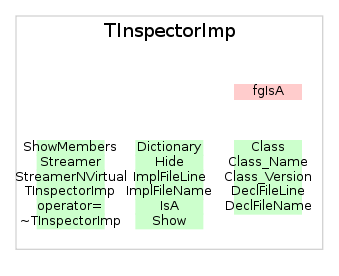 TInspectorImp
fgIsA
ShowMembers
Streamer
StreamerNVirtual
TInspectorImp
operator=
~TInspectorImp
Dictionary
Hide
ImplFileLine
ImplFileName
IsA
Show
Class
Class_Name
Class_Version
DeclFileLine
DeclFileName